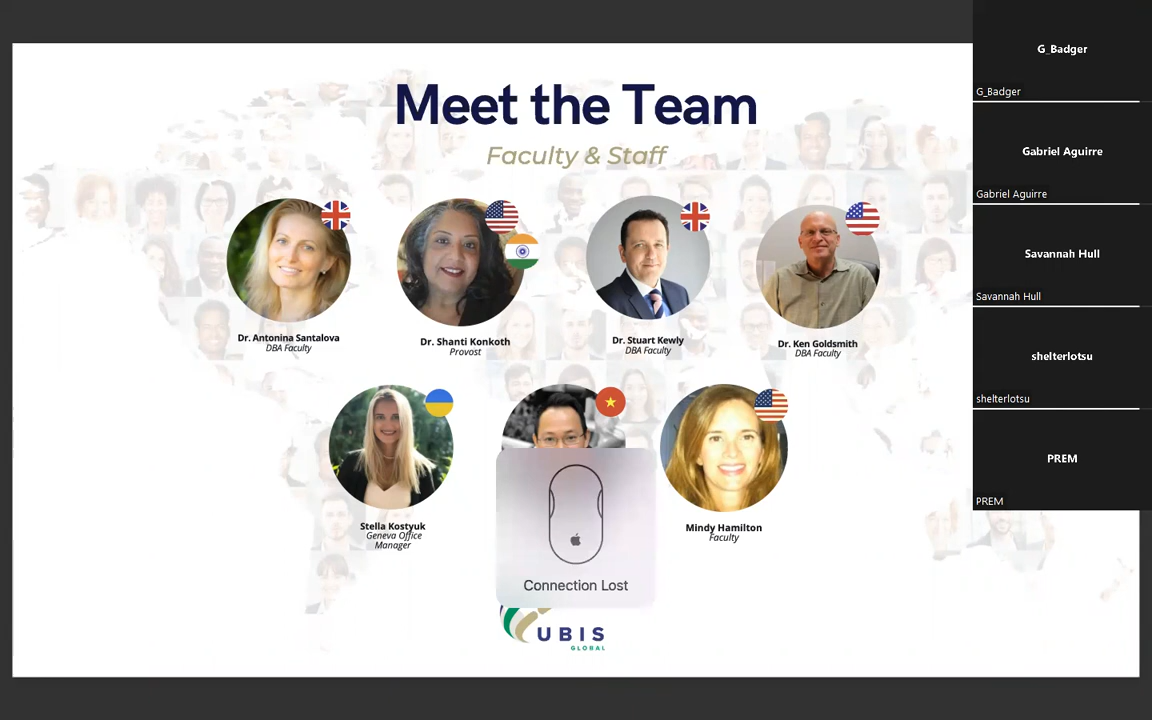 Meet the Team
Faculty & Staff
Dr. Antonina Santalova
DBA Faculty
Dr. Shanti Konkoth
Provost
Dr. Stuart Kewly
DBA Faculty
Dr. Ken Goldsmith
DBA Faculty
Stella Kostyuk
Geneva Office
Manager
Mindy Hamilton
Faculty
Connection Lost
UBIS
GLOBAL
G_Badger
G_Badger
Gabriel Aguirre
Gabriel Aguirre
Savannah Hull
Savannah Hull
shelterlotsu
shelterlotsu
PREM
PREM